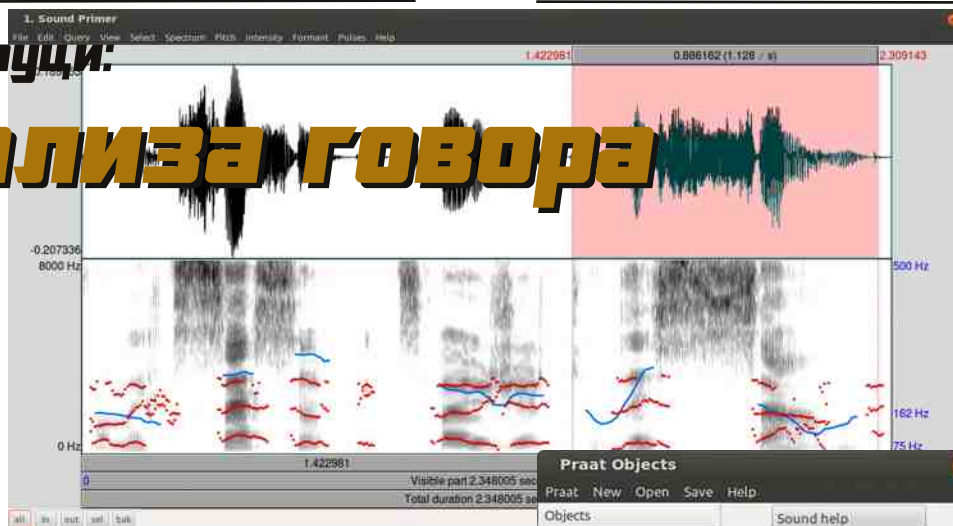 1. Sound Primer
File Edit Query View Select Spectrum Pitch Intensity Formant Pulses Help
1.422981 0.886162 (1.128 / s) 2.309143
говора
-0.207336
8000 Hz 500 Hz
162 Hz
0 Hz 75 Hz
1.422981
0 Visible part 2.348005
Total duration 2.348005
all in out sel bak
Praat Objects
Praat New Open Save Help
Objects Sound help